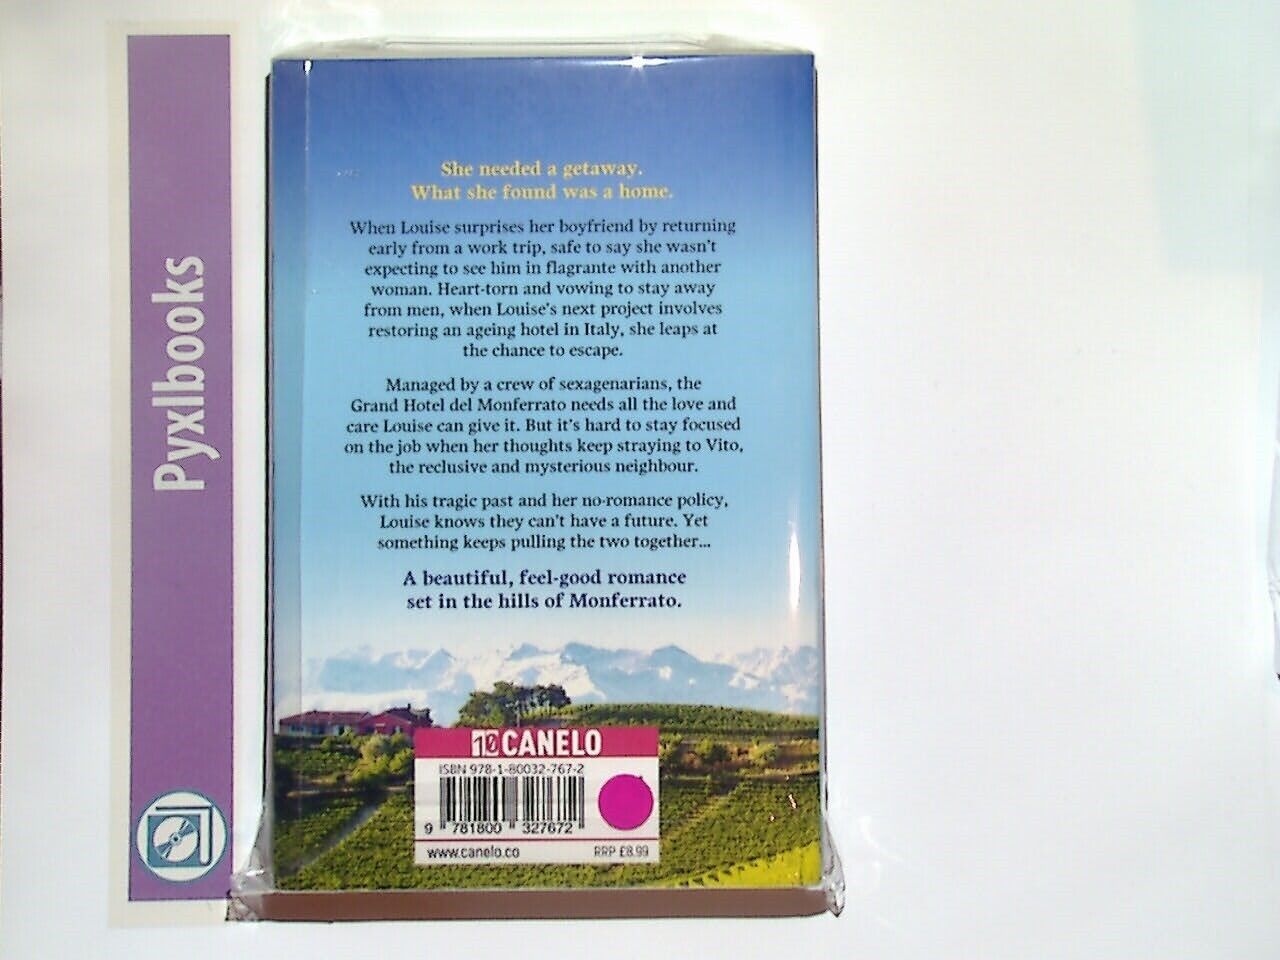 Pyxlbooks
She needed a getaway.
What she found was a home.
When Louise surprises her boyfriend by returning
early from a work trip, safe to say she wasn't
expecting to see him in flagrante with another
woman. Heart-torn and vowing to stay away
from men, when Louise's next project involves
restoring an ageing hotel in Italy, she leaps at
the chance to escape.
Managed by a crew of sexagenarians, the
Grand Hotel del Monferrato needs all the love and
care Louise can give it. But it's hard to stay focused
on the job when her thoughts keep straying to Vito,
the reclusive and mysterious neighbour.
With his tragic past and her no-romance policy,
Louise knows they can't have a future. Yet
something keeps pulling the two together...
A beautiful, feel-good romance
set in the hills of Monferrato.
10 CANELO
ISBN 978-1-80032-767-2
9 781800 327672
www.canelo.co RRP £8.99